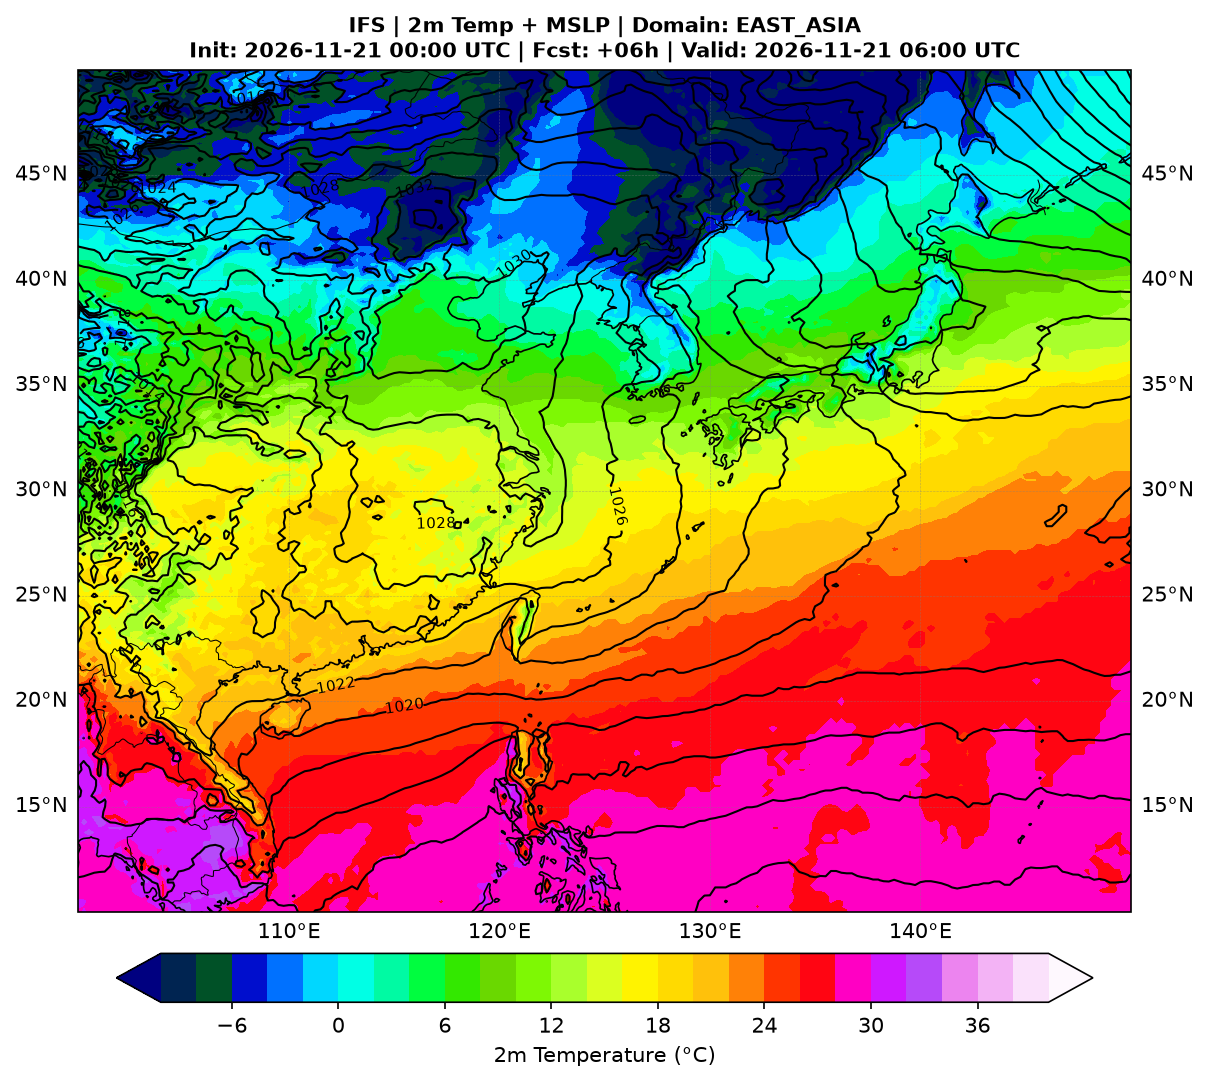 IFS | 2m Temp + MSLP | Domain: EAST_ASIA
Init: 2026-11-21 00:00 UTC | Fcst: +06h | Valid: 2026-11-21 06:00 UTC
45°N
40°N
35°N
30°N
25°N
20°N
15°N
45°N
40°N
35°N
30°N
25°N
20°N
15°N
1024
1028
1032
1030
1026
1028
1022
1020
110°E
120°E
130°E
140°E
−6
0
6
12
18
24
30
36
2m Temperature (°C)